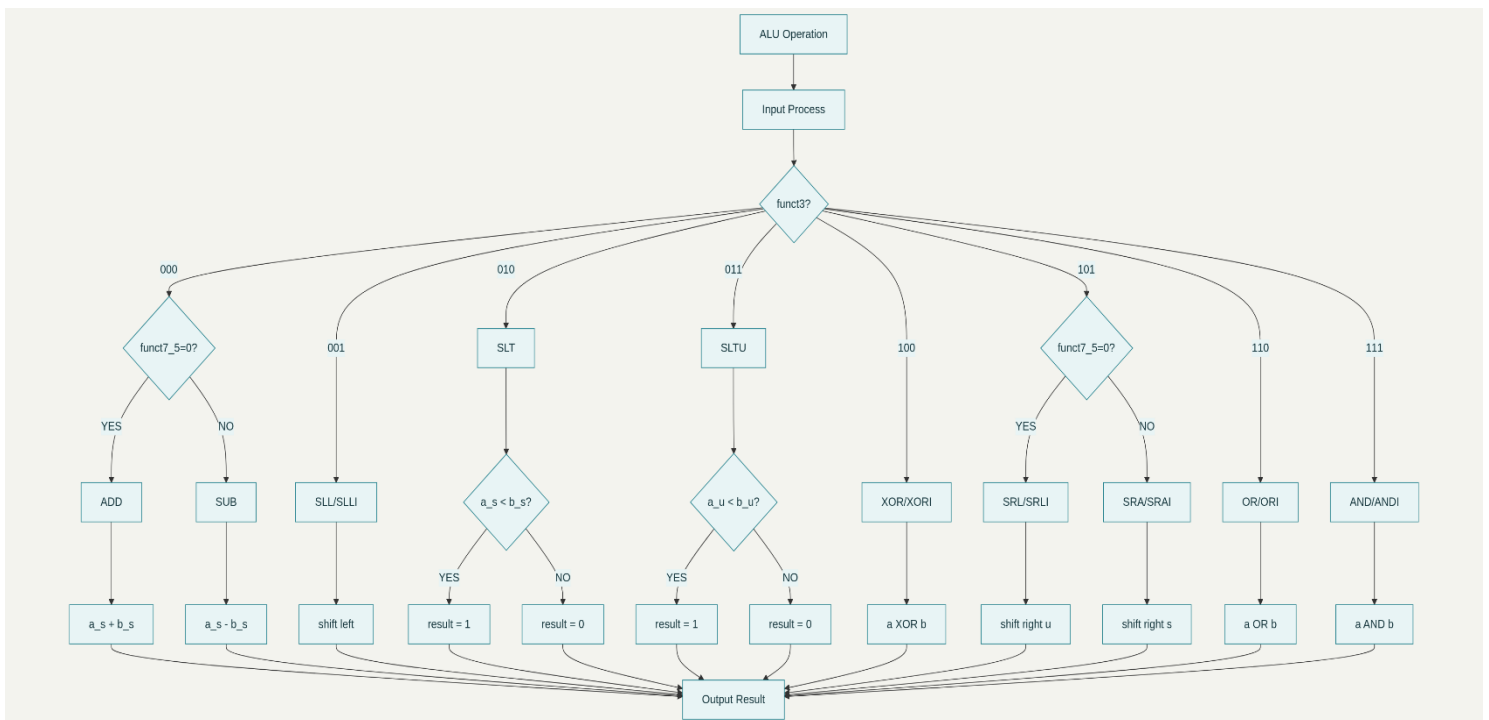 ALU Operation
Input Process
funct3?
000
010
011
101
funct7_5=0?
001
SLT
SLTU
100
funct7_5=0?
110
111
YES
NO
YES
NO
ADD
SUB
SLL/SLLI
a_s < b_s?
a_u < b_u?
XOR/XORI
SRL/SRLI
SRA/SRAI
OR/ORI
AND/ANDI
YES
NO
YES
NO
a_s + b_s
a_s - b_s
shift left
result = 1
result = 0
result = 1
result = 0
a XOR b
shift right u
shift right s
a OR b
a AND b
Output Result